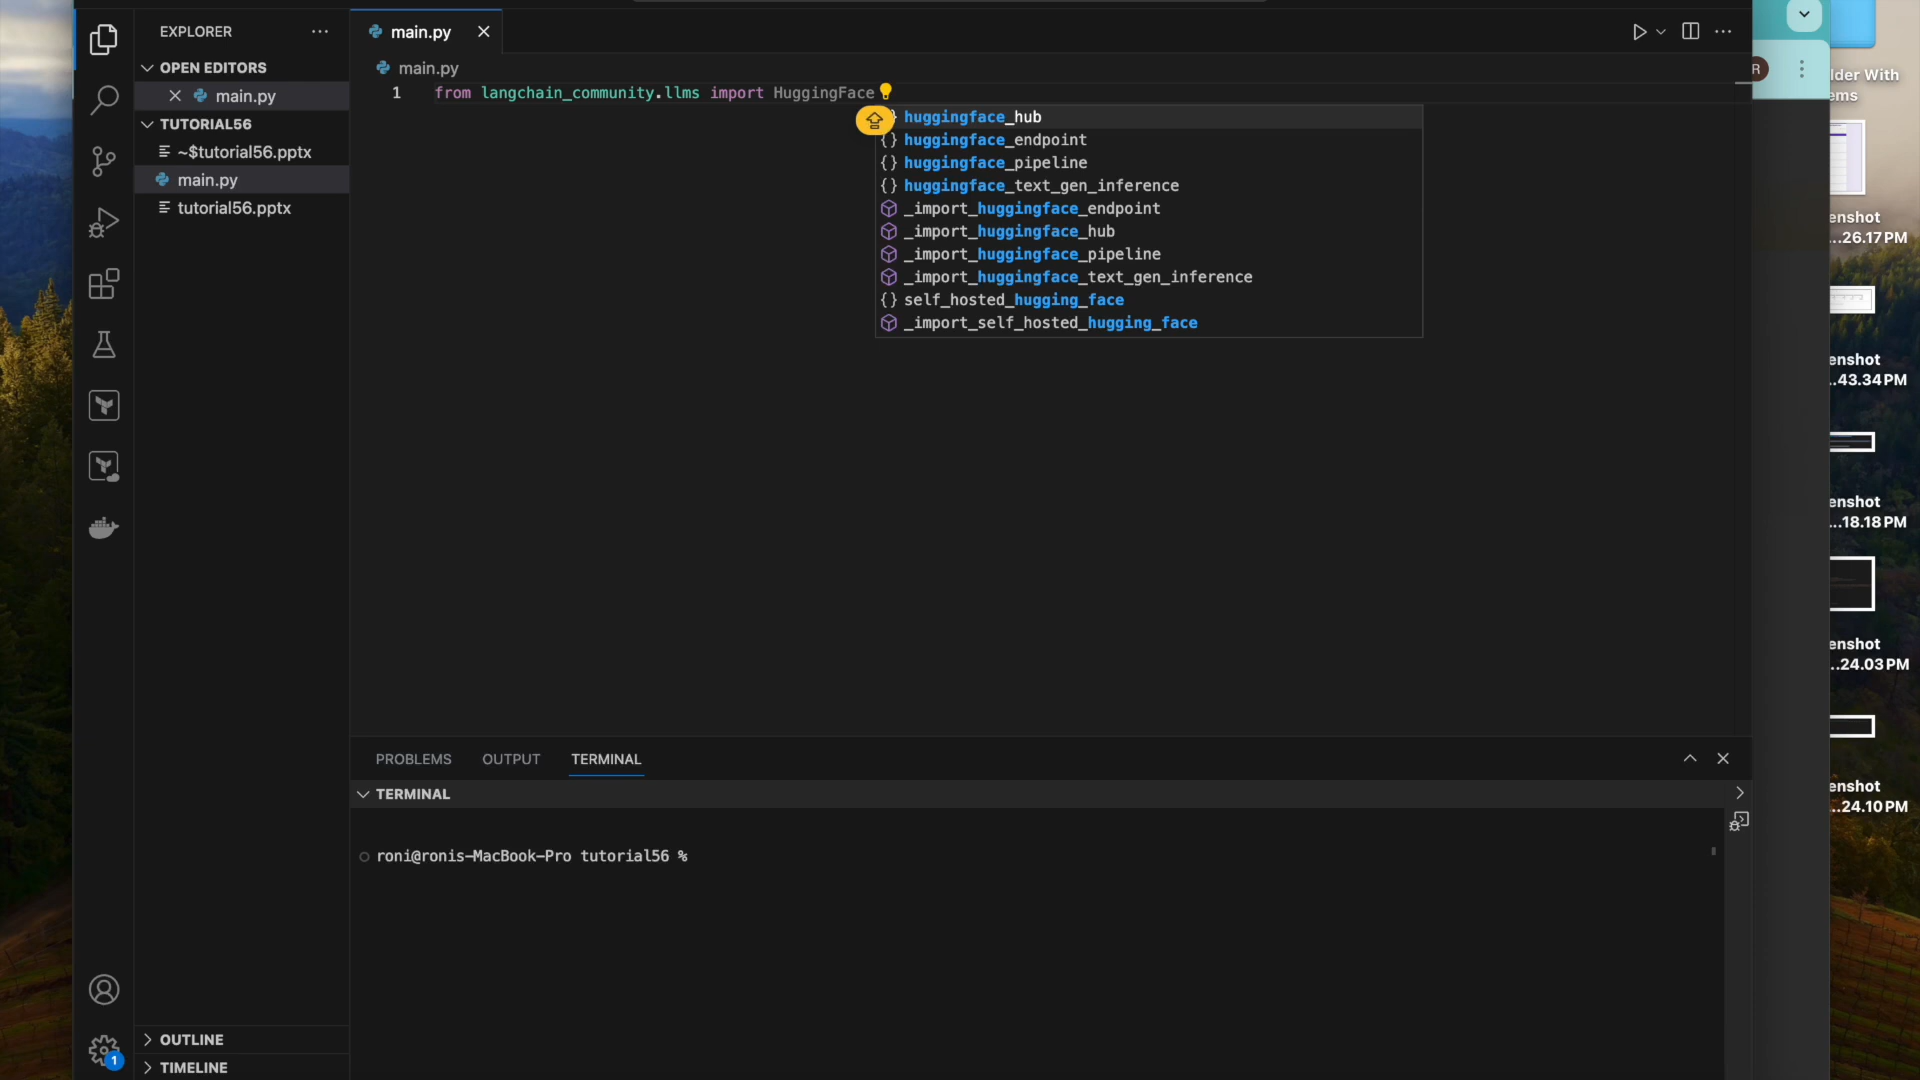 EXPLORER
OPEN EDITORS
main.py
TUTORIAL56
~$tutorial56.pptx
main.py
tutorial56.pptx
OUTLINE
TIMELINE
1
main.py
main.py
1 from langchain_community.llms import HuggingFace
huggingface_hub
{} huggingface_endpoint
{} huggingface_pipeline
{} huggingface_text_gen_inference
_import_huggingface_endpoint
_import_huggingface_hub
_import_huggingface_pipeline
_import_huggingface_text_gen_inference
{} self_hosted_hugging_face
_import_self_hosted_hugging_face
PROBLEMS OUTPUT TERMINAL
TERMINAL
roni@ronis-MacBook-Pro tutorial56 %
R
lder With
ems
enshot
...26.17 PM
enshot
..43.34 PM
enshot
...18.18 PM
enshot
..24.03 PM
enshot
..24.10 PM